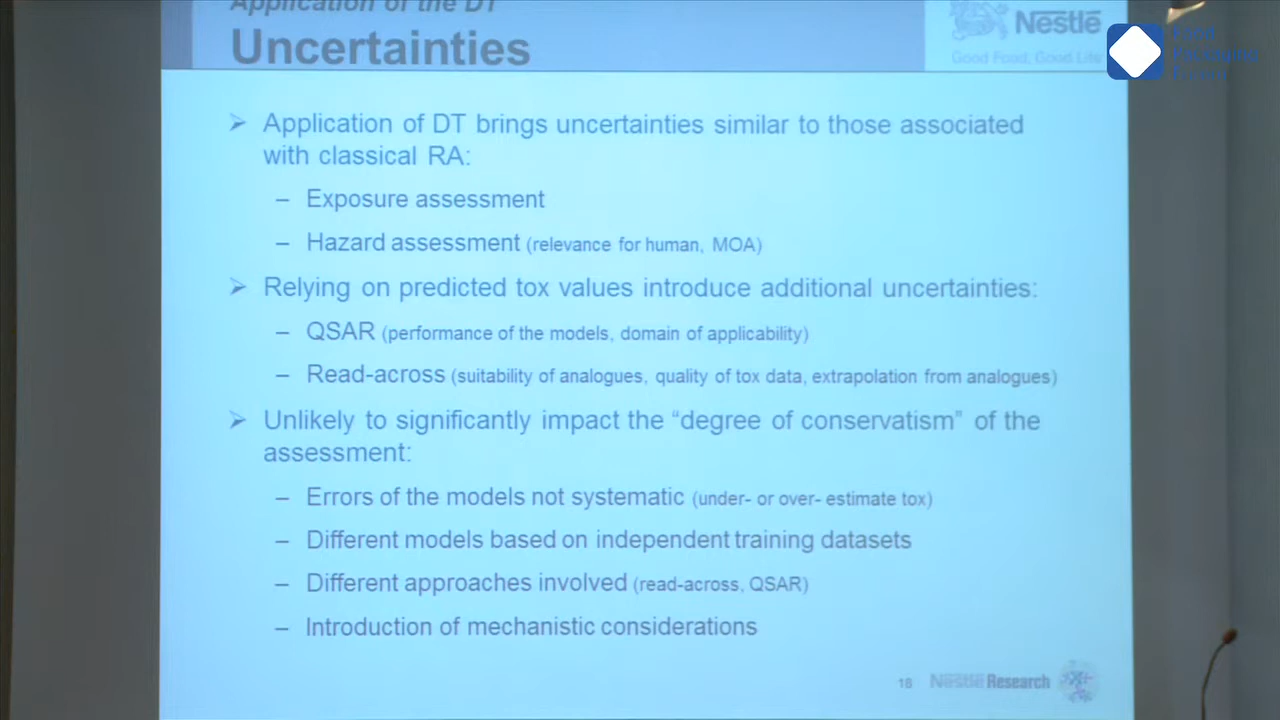 Application of the DT
Uncertainties
Nestlé
Good Food, Good Life
Food
Packaging
Forum
➢ Application of DT brings uncertainties similar to those associated
with classical RA:
– Exposure assessment
– Hazard assessment (relevance for human, MOA)
➢ Relying on predicted tox values introduce additional uncertainties:
– QSAR (performance of the models, domain of applicability)
– Read-across (suitability of analogues, quality of tox data, extrapolation from analogues)
➢ Unlikely to significantly impact the “degree of conservatism” of the
assessment:
– Errors of the models not systematic (under- or over- estimate tox)
– Different models based on independent training datasets
– Different approaches involved (read-across, QSAR)
– Introduction of mechanistic considerations
18 Nestlé Research